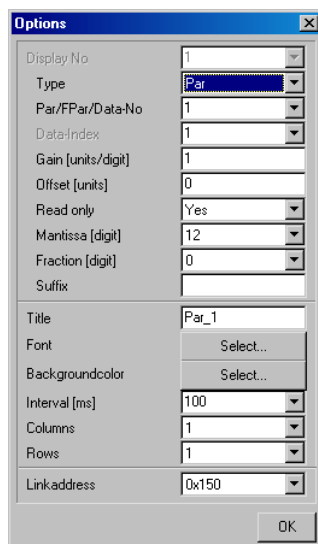 Options
Display No 1
Type Par
Par/FPar/Data-No 1
Data-Index 1
Gain [units/digit] 1
Offset [units] 0
Read only Yes
Mantissa [digit] 12
Fraction [digit] 0
Suffix
Title Par_1
Font Select...
Backgroundcolor Select...
Interval [ms] 100
Columns 1
Rows 1
Linkaddress 0x150
OK